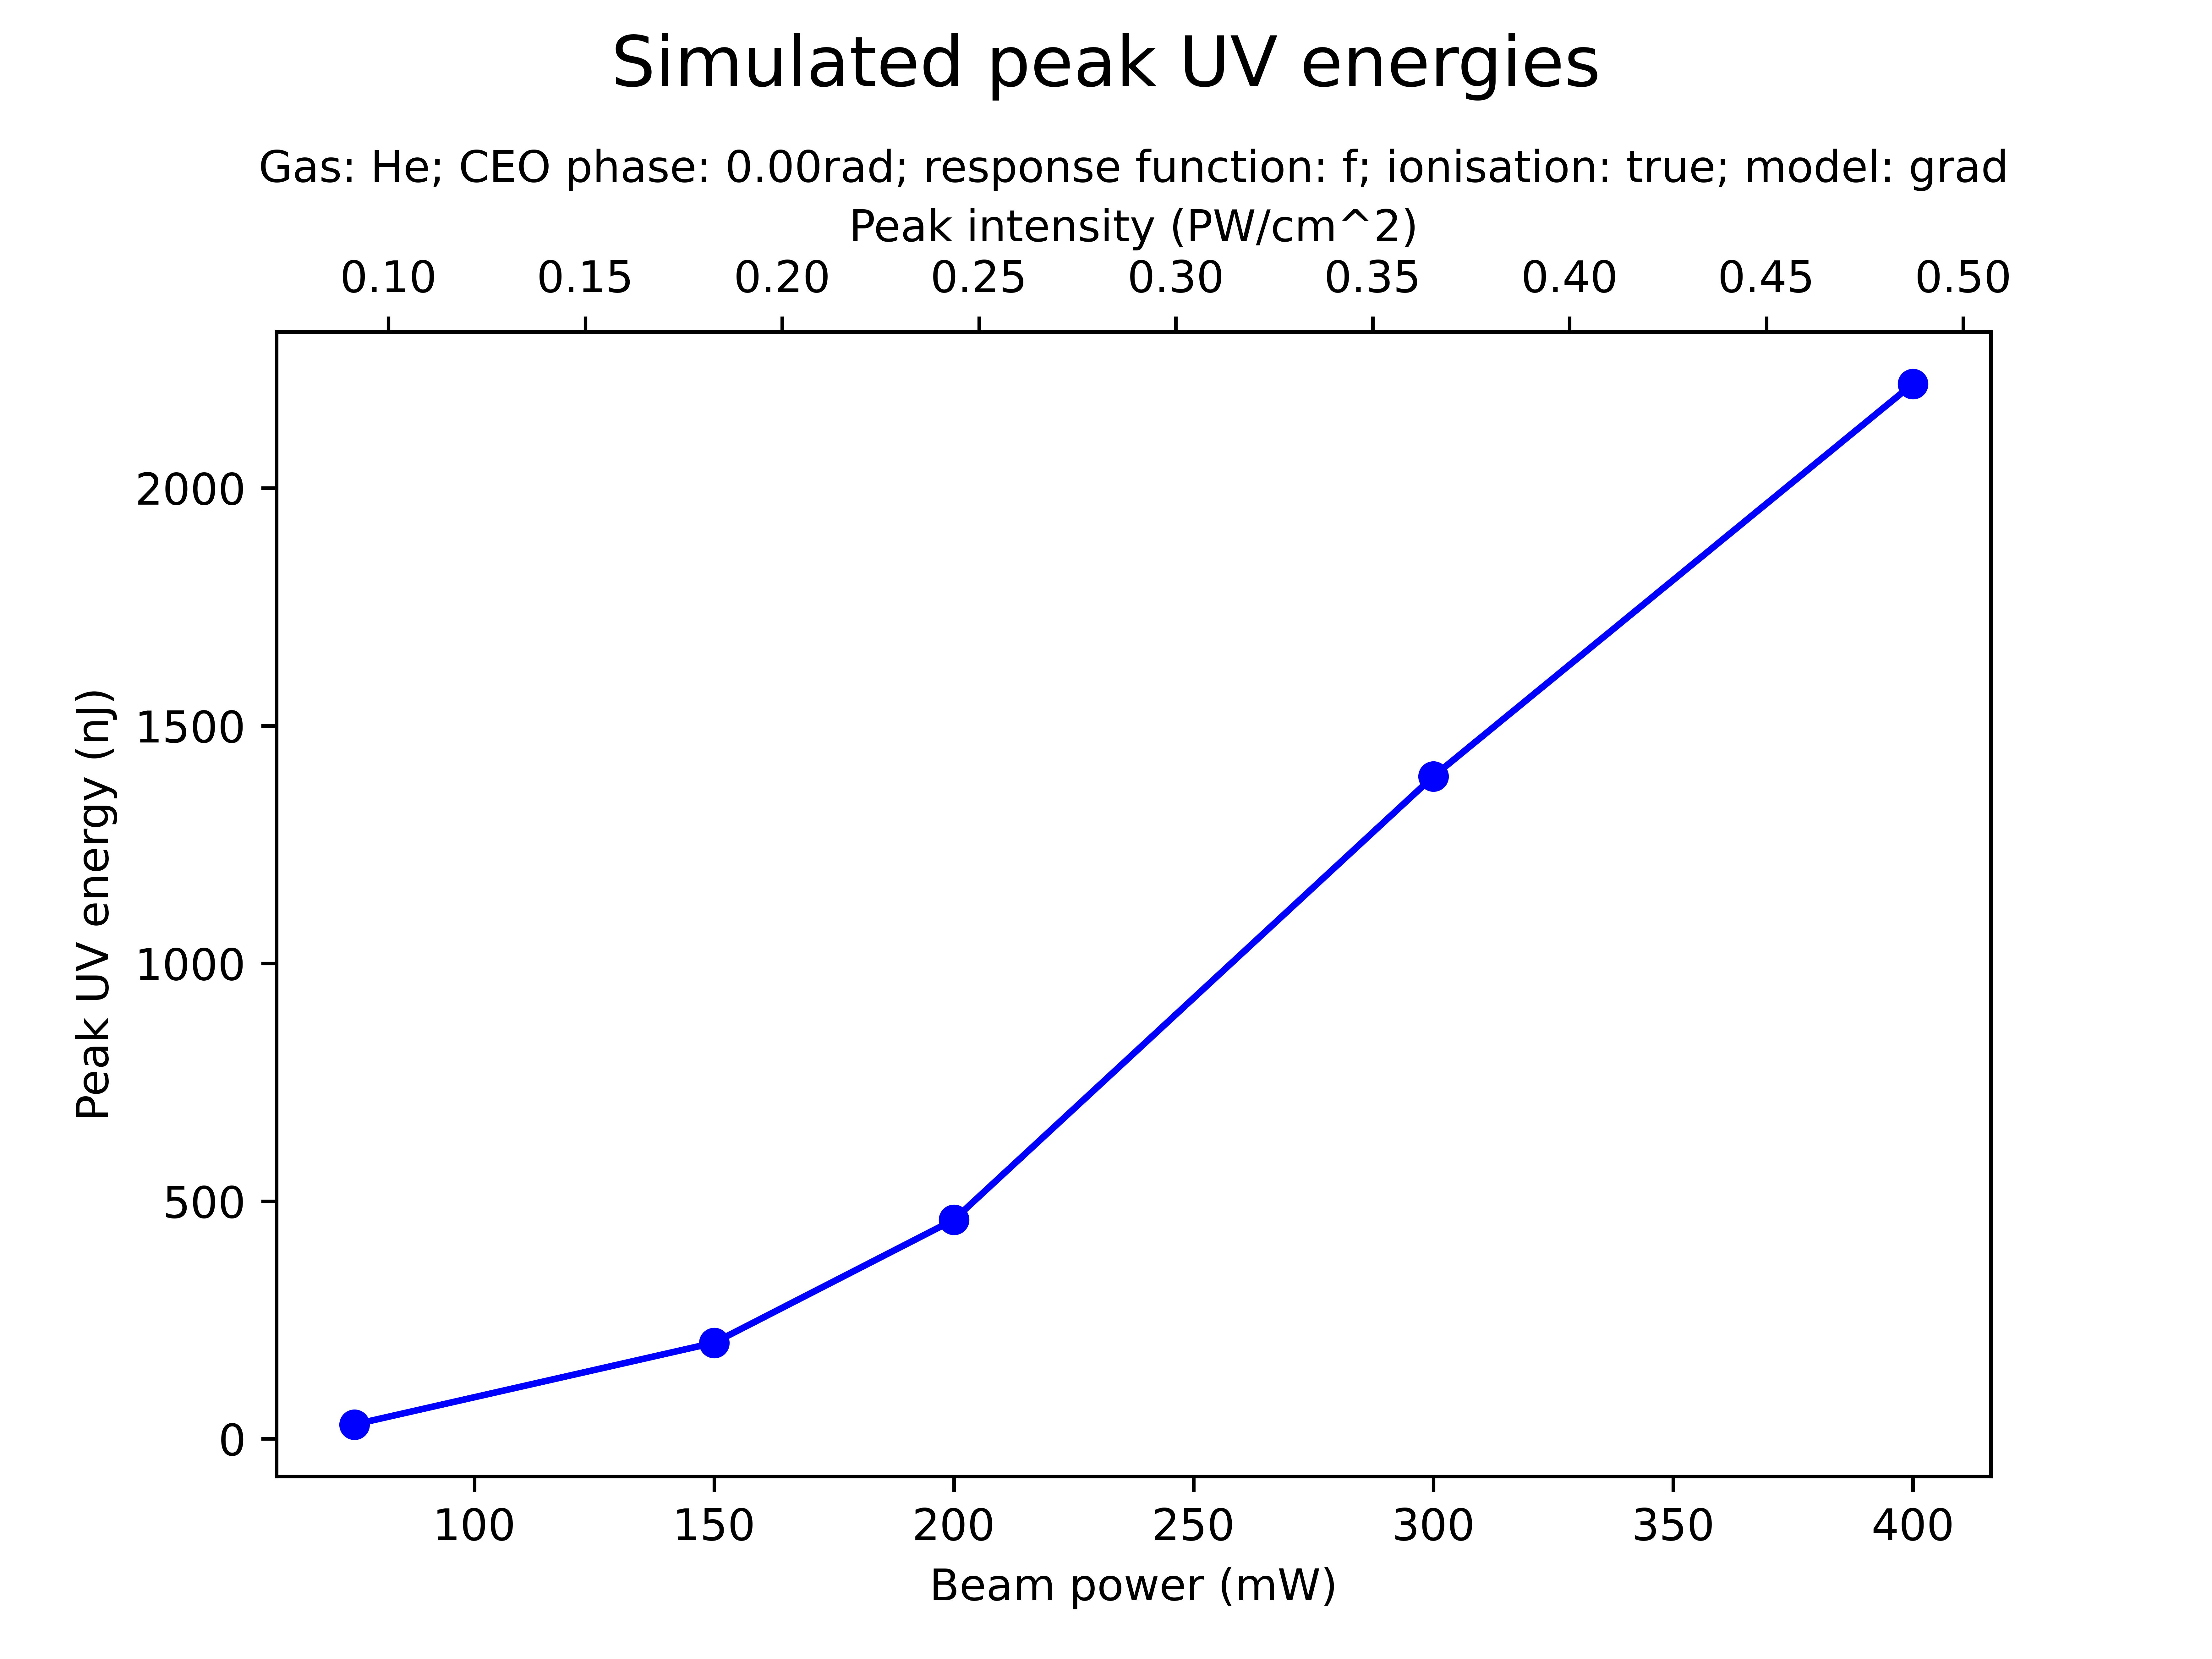 Simulated peak UV energies
Gas: He; CEO phase: 0.00rad; response function: f; ionisation: true; model: grad
Peak intensity (PW/cm^2)
0.10 0.15 0.20 0.25 0.30 0.35 0.40 0.45 0.50
Peak UV energy (nJ)
2000
1500
1000
500
0
100 150 200 250 300 350 400
Beam power (mW)